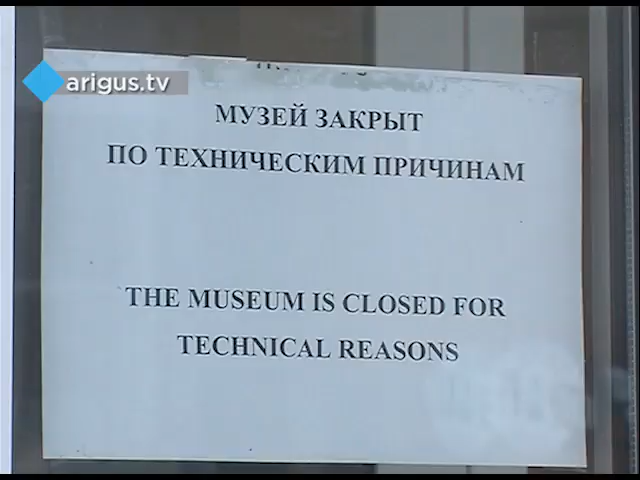 arigus.tv
МУЗЕЙ ЗАКРЫТ
ПО ТЕХНИЧЕСКИМ ПРИЧИНАМ
THE MUSEUM IS CLOSED FOR
TECHNICAL REASONS